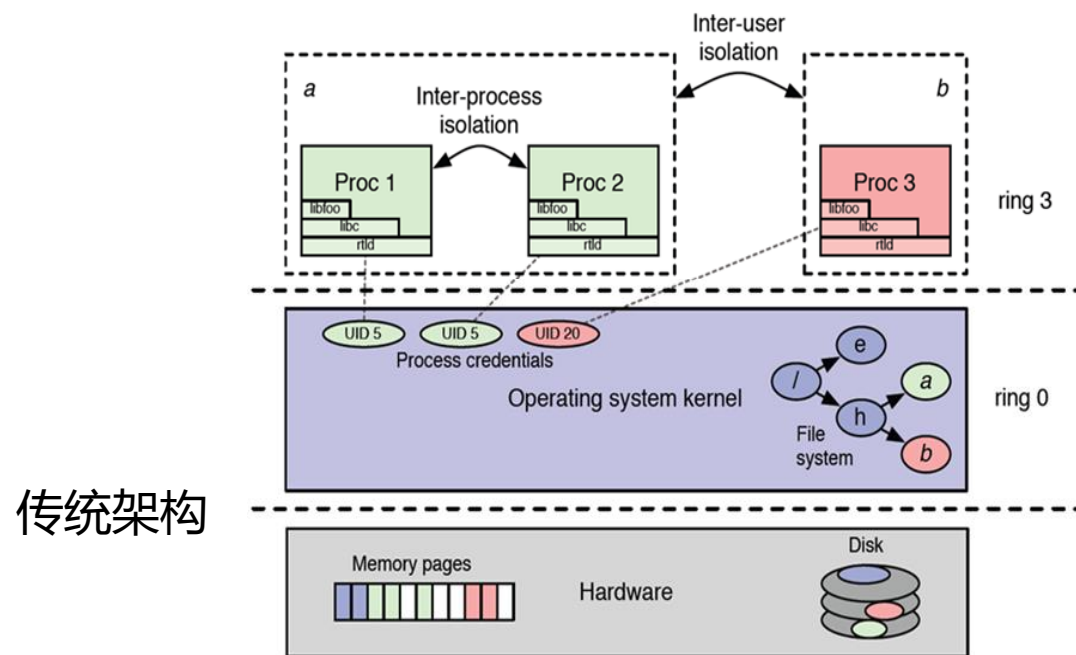 Inter-user
isolation
a
b
Inter-process
isolation
Proc 1
libfoo
libc
rtld
Proc 2
libfoo
libc
rtld
Proc 3
libfoo
libc
rtld
ring 3
UID 5
UID 5
UID 20
Process credentials
Operating system kernel
/
e
h
a
b
File
system
ring 0
传统架构
Memory pages
Hardware
Disk